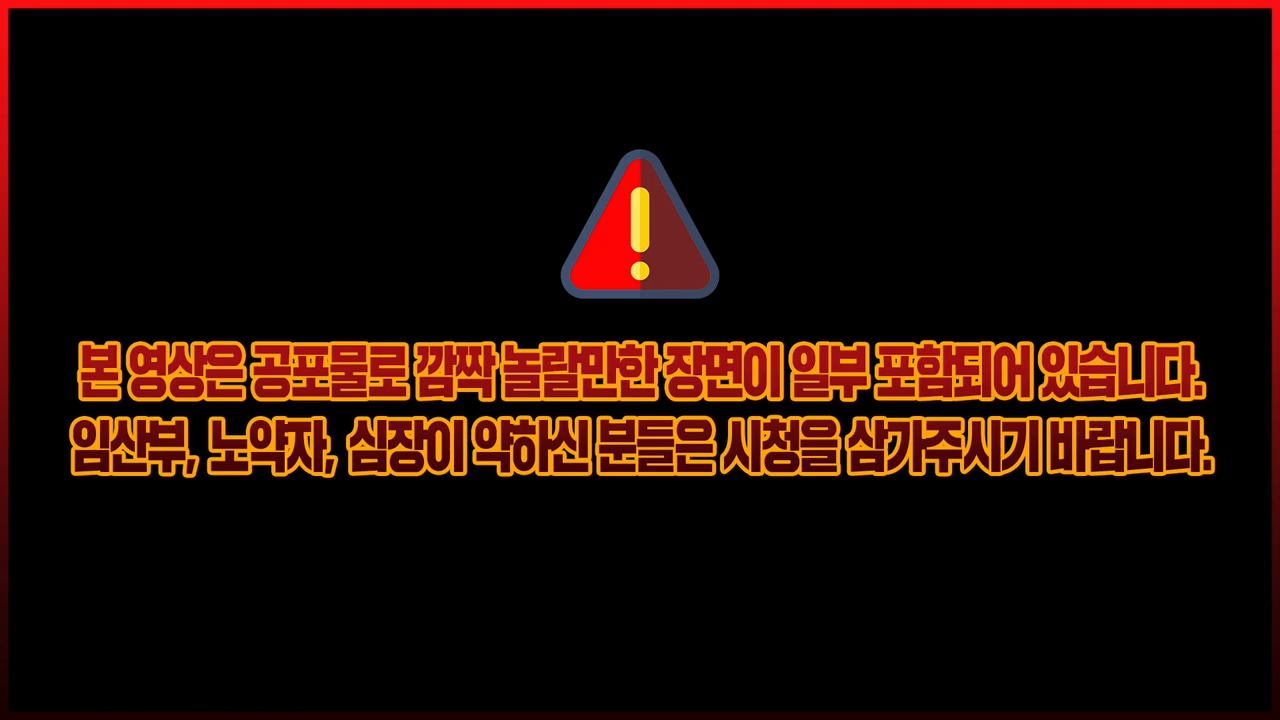 본 영상은 공포물로 깜짝 놀랄만한 장면이 일부 포함되어 있습니다.
임산부, 노약자, 심장이 약하신 분들은 시청을 삼가주시기 바랍니다.